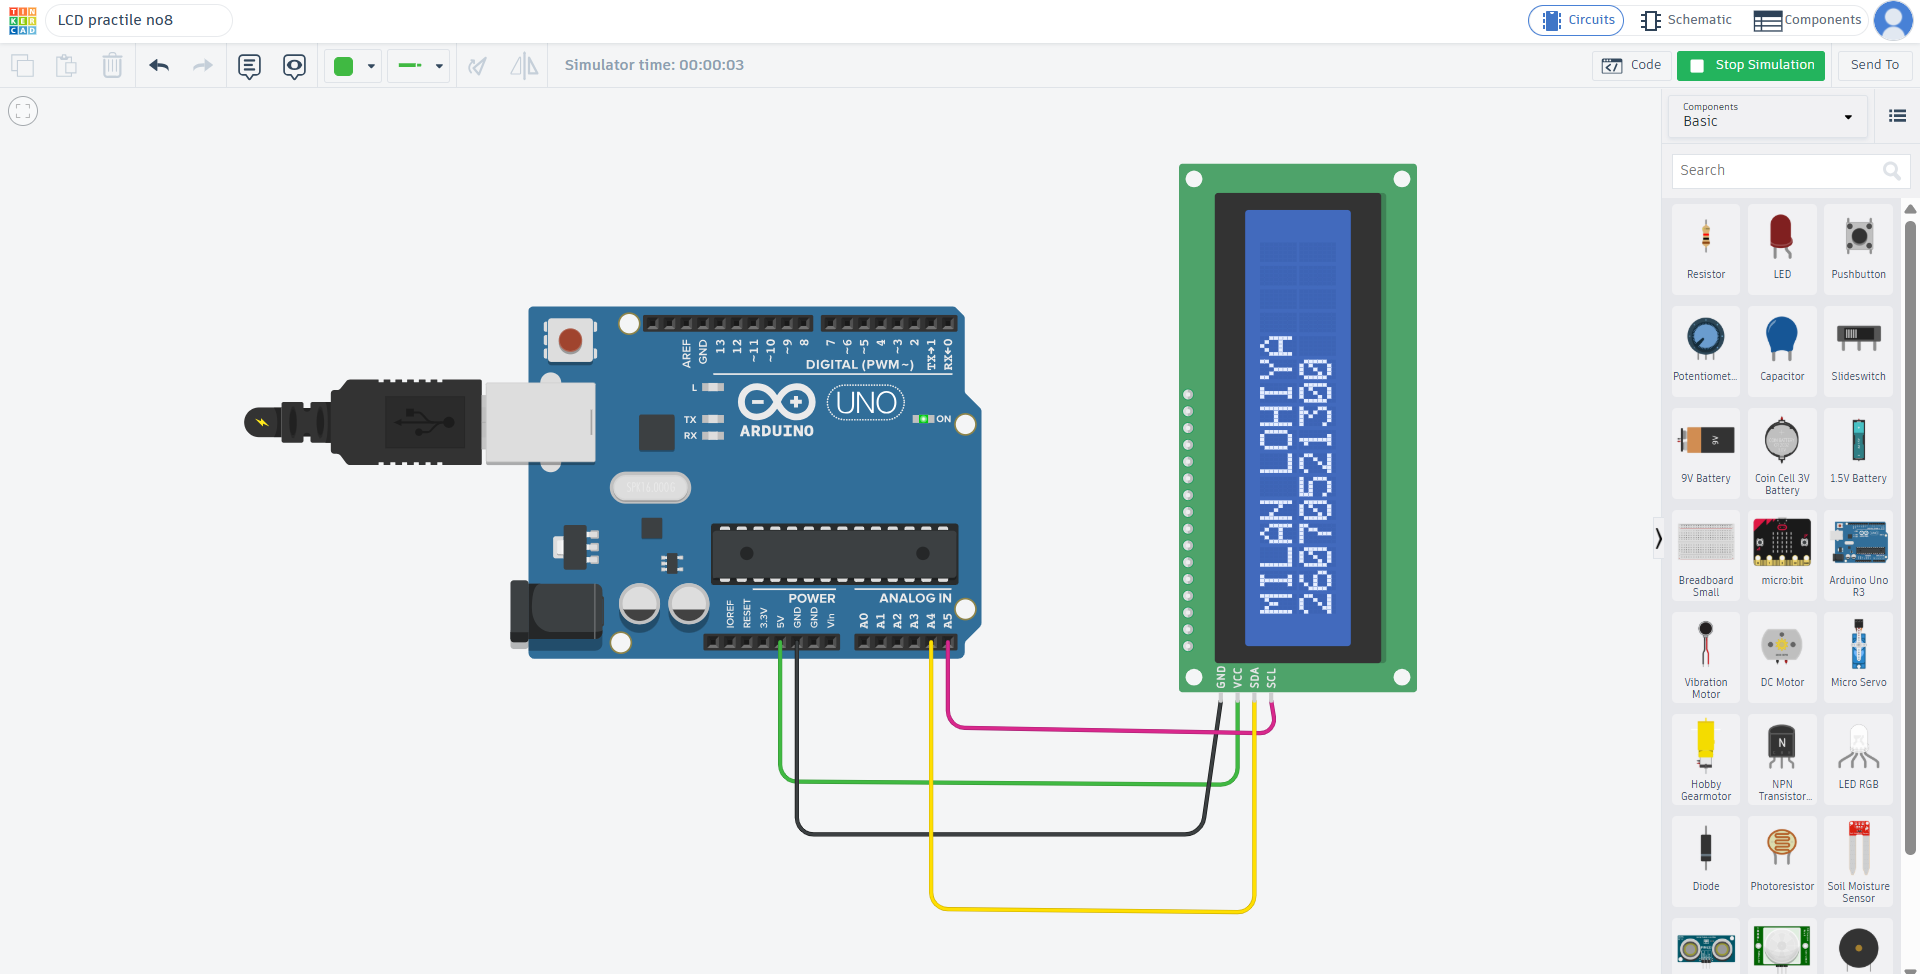 LCD practile no8
Circuits
Schematic
Components
Simulator time: 00:00:03
Code
Stop Simulation
Send To
Components
Basic
Search
Resistor
LED
Pushbutton
Potentiomet...
Capacitor
Slideswitch
9V
9V Battery
Coin Cell 3V Battery
1.5V Battery
Breadboard Small
micro:bit
Arduino Uno R3
Vibration Motor
DC Motor
Micro Servo
Hobby Gearmotor
N
NPN Transistor...
LED RGB
Diode
Photoresistor
Soil Moisture Sensor
AREF
GND
13
12
~11
~10
~9
8
7
~6
~5
4
~3
2
TX→1
RX←0
DIGITAL (PWM~)
L
TX
RX
UNO
ARDUINO
ON
POWER
ANALOG IN
IOREF
RESET
3.3V
5V
GND
GND
Vin
A0
A1
A2
A3
A4
A5
MILAN LOHIYA
GND
VCC
SDA
SCL